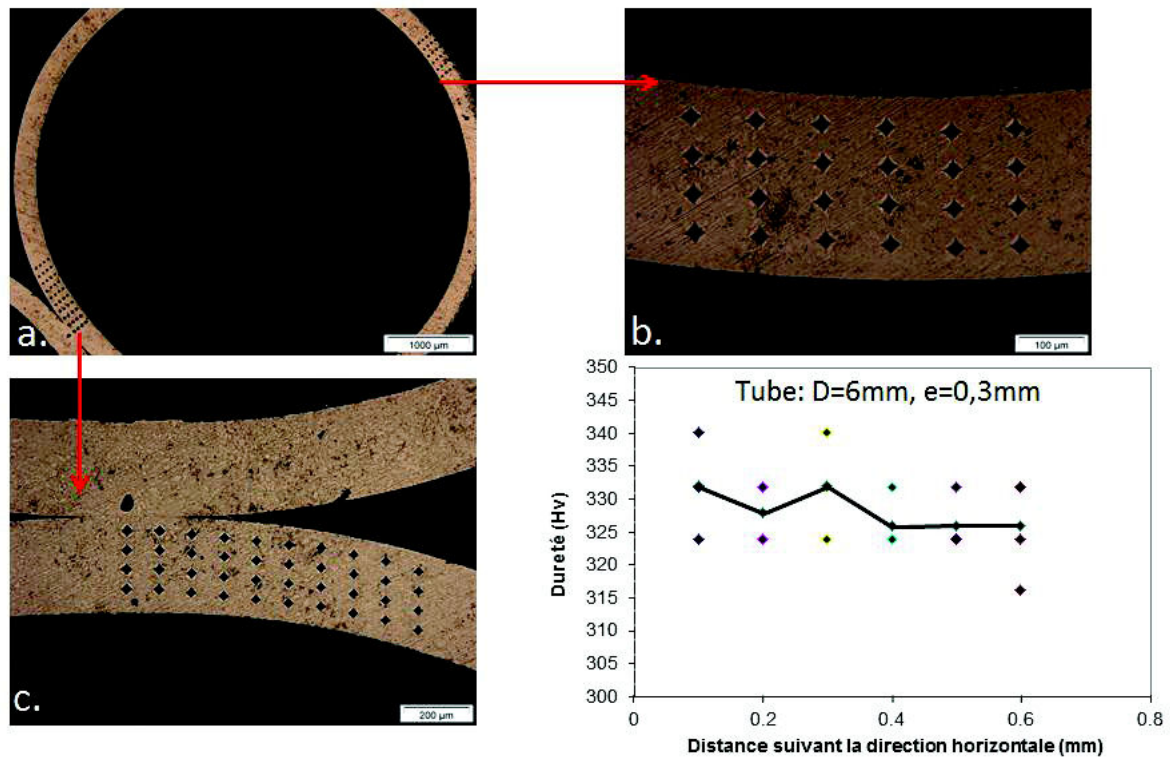 a.
1000 µm
b.
100 µm
c.
200 µm
Tube: D=6mm, e=0,3mm
Dureté (Hv)
350
345
340
335
330
325
320
315
310
305
300
0
0.2
0.4
0.6
0.8
Distance suivant la direction horizontale (mm)